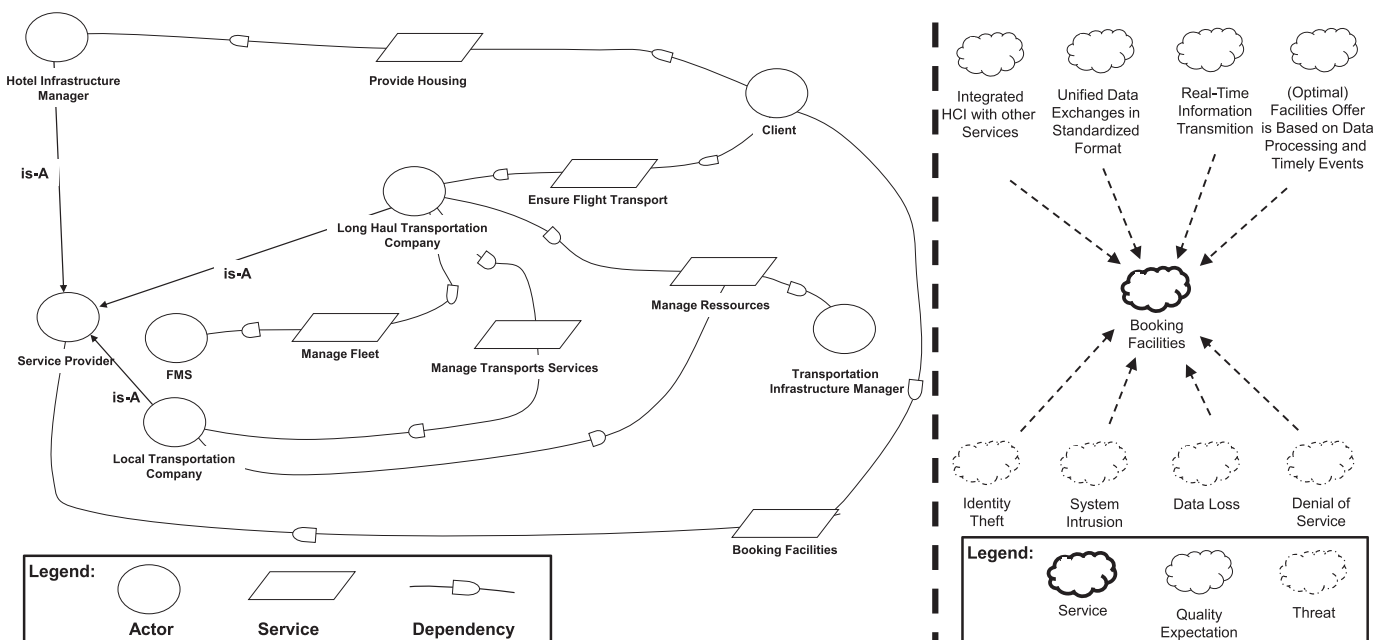 Hotel Infrastructure
Manager
Provide Housing
Client
is-A
Ensure Flight Transport
Long Haul Transportation
Company
is-A
Manage Ressources
Service Provider
FMS
Manage Fleet
Manage Transports Services
Transportation
Infrastructure Manager
is-A
Local Transportation
Company
Booking Facilities
Legend:
Actor
Service
Dependency
Integrated
HCI with other
Services
Unified Data
Exchanges in
Standardized
Format
Real-Time
Information
Transmition
(Optimal)
Facilities Offer
is Based on Data
Processing and
Timely Events
Booking
Facilities
Identity
Theft
System
Intrusion
Data Loss
Denial of
Service
Legend:
Service
Quality
Expectation
Threat